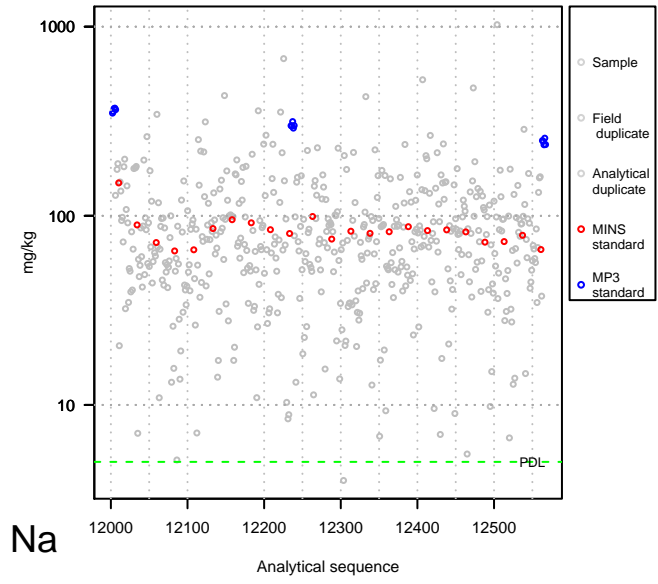 1000
100
10
mg/kg
PDL
12000 12100 12200 12300 12400 12500
Analytical sequence
Na
Sample
Field
duplicate
Analytical
duplicate
MINS
standard
MP3
standard